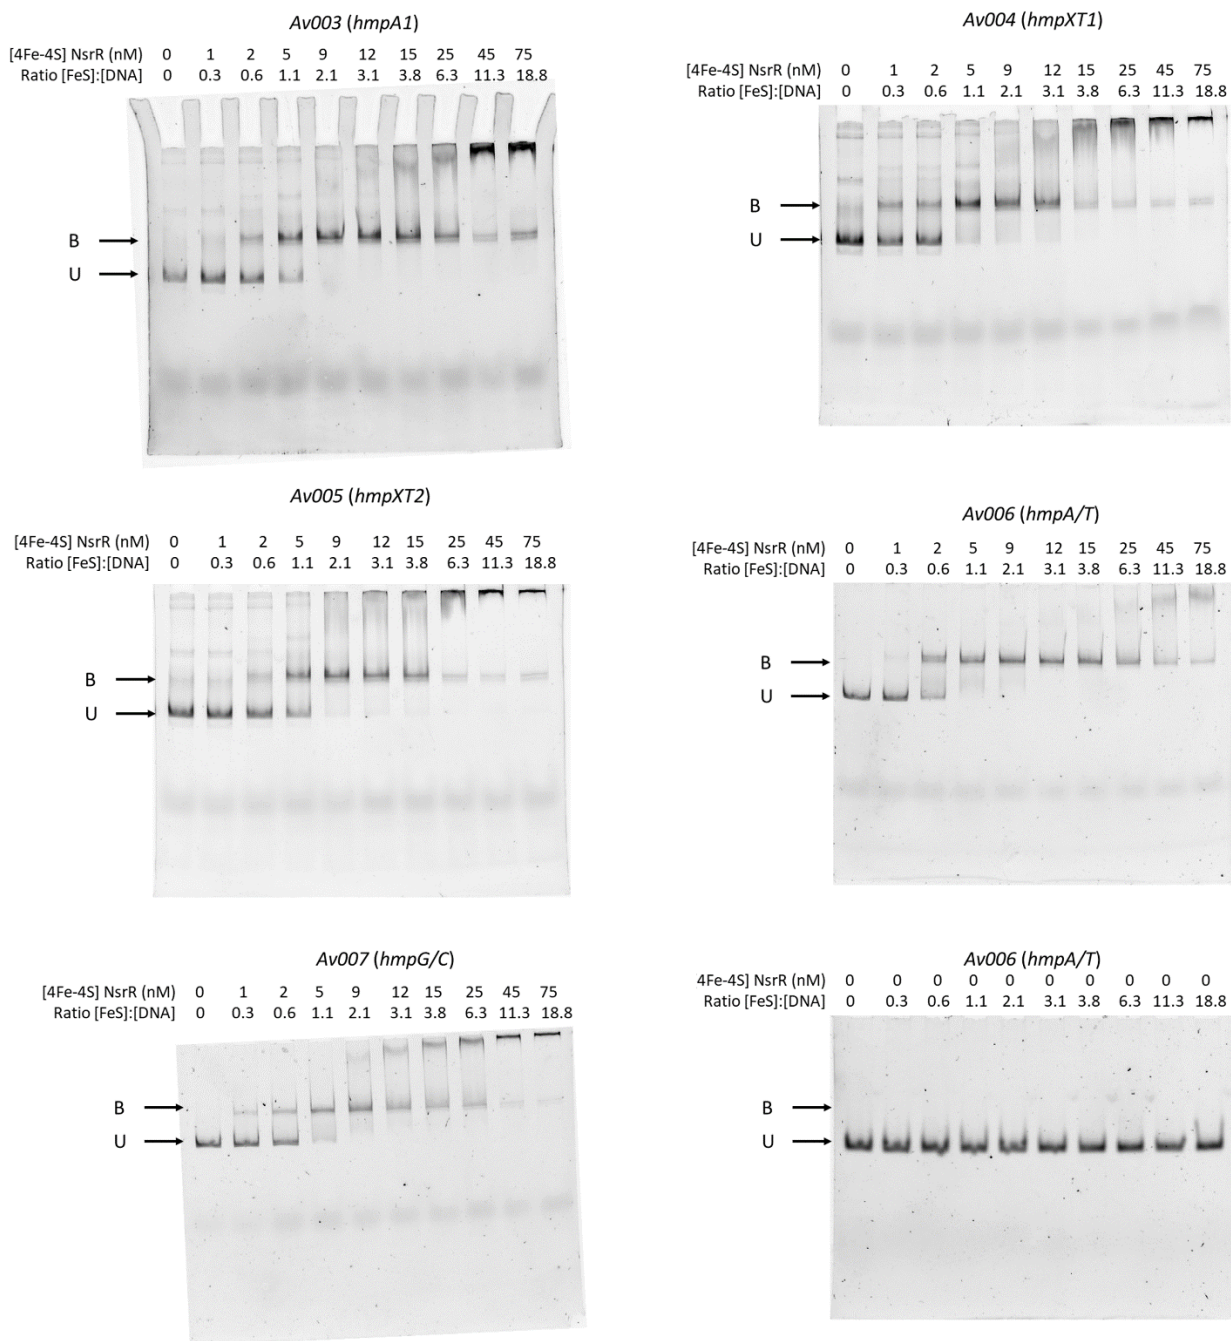 Av003 (hmpA1)
[4Fe-4S] NsrR (nM) 0 1 2 5 9 12 15 25 45 75
Ratio [FeS]:[DNA] 0 0.3 0.6 1.1 2.1 3.1 3.8 6.3 11.3 18.8
B
U
Av004 (hmpXT1)
[4Fe-4S] NsrR (nM) 0 1 2 5 9 12 15 25 45 75
Ratio [FeS]:[DNA] 0 0.3 0.6 1.1 2.1 3.1 3.8 6.3 11.3 18.8
B
U
Av005 (hmpXT2)
[4Fe-4S] NsrR (nM) 0 1 2 5 9 12 15 25 45 75
Ratio [FeS]:[DNA] 0 0.3 0.6 1.1 2.1 3.1 3.8 6.3 11.3 18.8
B
U
Av006 (hmpA/T)
[4Fe-4S] NsrR (nM) 0 1 2 5 9 12 15 25 45 75
Ratio [FeS]:[DNA] 0 0.3 0.6 1.1 2.1 3.1 3.8 6.3 11.3 18.8
B
U
Av007 (hmpG/C)
[4Fe-4S] NsrR (nM) 0 1 2 5 9 12 15 25 45 75
Ratio [FeS]:[DNA] 0 0.3 0.6 1.1 2.1 3.1 3.8 6.3 11.3 18.8
B
U
Av006 (hmpA/T)
4Fe-4S] NsrR (nM) 0 0 0 0 0 0 0 0 0 0
Ratio [FeS]:[DNA] 0 0.3 0.6 1.1 2.1 3.1 3.8 6.3 11.3 18.8
B
U